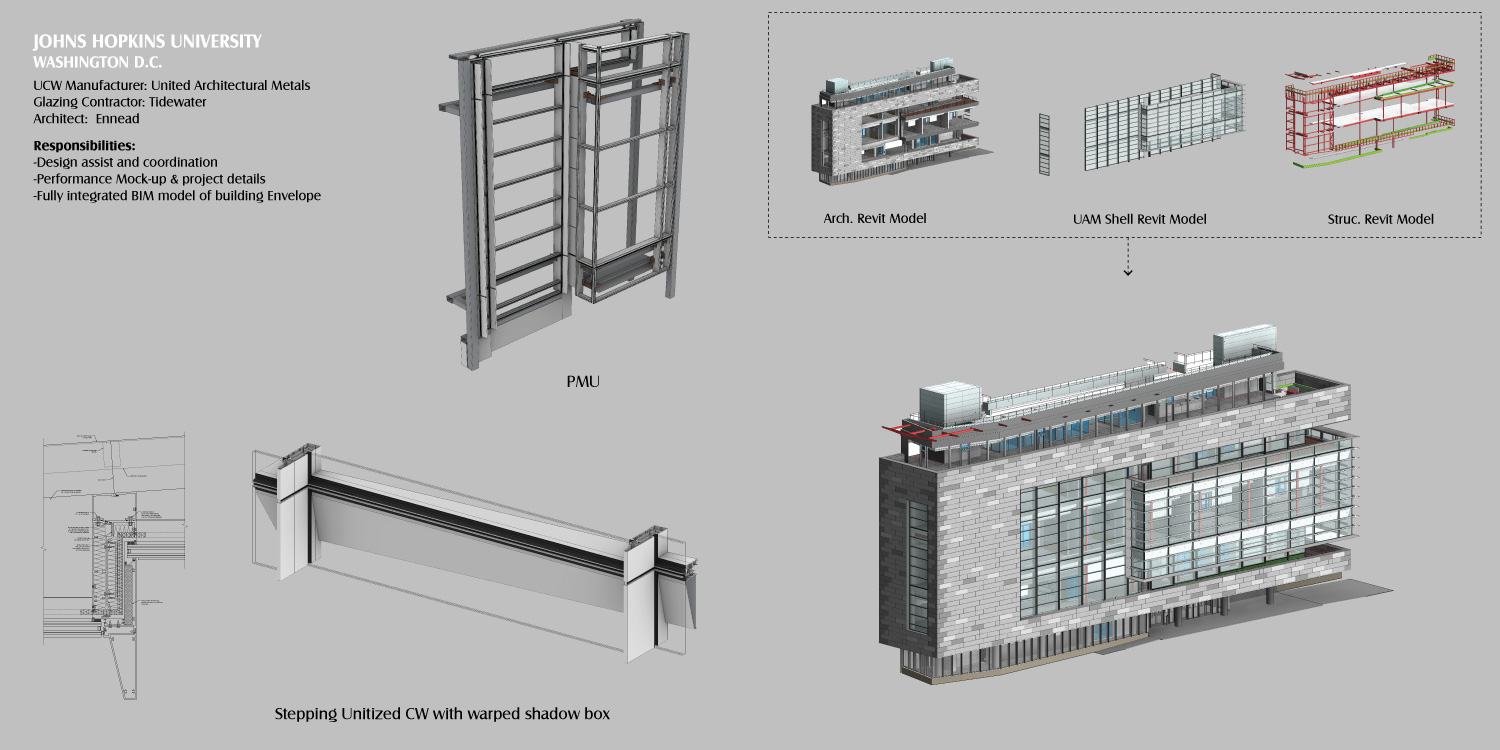 JOHNS HOPKINS UNIVERSITY
WASHINGTON D.C.
UCW Manufacturer: United Architectural Metals
Glazing Contractor: Tidewater
Architect:  Ennead
Responsibilities:
-Design assist and coordination
-Performance Mock-up & project details
-Fully integrated BIM model of building Envelope
PMU
Arch. Revit Model
UAM Shell Revit Model
Struc. Revit Model
Stepping Unitized CW with warped shadow box